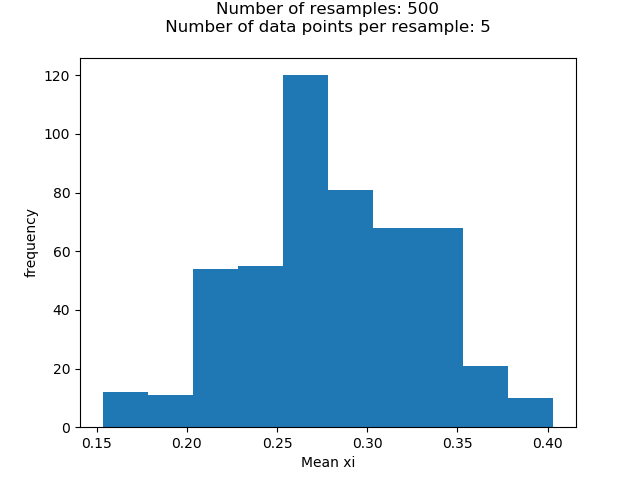 Number of resamples: 500
Number of data points per resample: 5
120
100
80
60
40
20
0
frequency
0.15 0.20 0.25 0.30 0.35 0.40
Mean xi